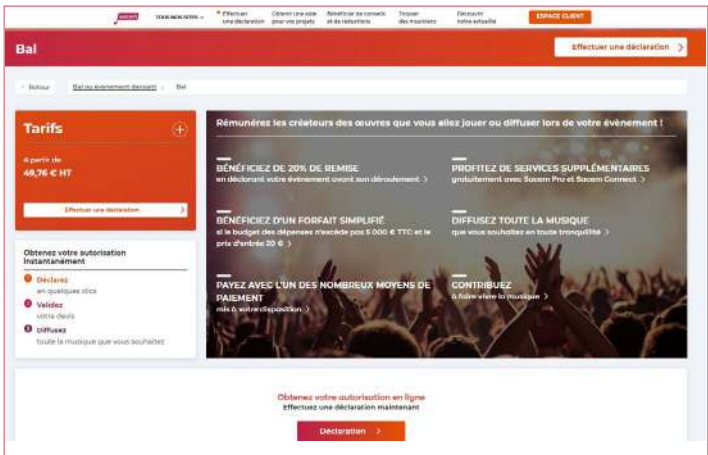 sacem
TOUS NOS SITES
Effectuer
une déclaration
Obtenir une aide
pour vos projets
Bénéficier de conseils
et de réductions
Trouver
des musiciens
Découvrir
notre actualité
ESPACE CLIENT
Bal
Effectuer une déclaration >
< Retour
Bal ou évènement dansant > Bal
Tarifs
A partir de
49,76 € HT
Effectuer une déclaration >
Obtenez votre autorisation
instantanément
1 Déclarez
en quelques clics
2 Validez
votre devis
3 Diffusez
toute la musique que vous souhaitez
Rémunérez les créateurs des œuvres que vous allez jouer ou diffuser lors de votre évènement !
BÉNÉFICIEZ DE 20% DE REMISE
en déclarant votre évènement avant son déroulement >
PROFITEZ DE SERVICES SUPPLÉMENTAIRES
gratuitement avec Sacem Pro et Sacem Connect >
BÉNÉFICIEZ D'UN FORFAIT SIMPLIFIÉ
si le budget des dépenses n'excède pas 5 000 € TTC et le
prix d'entrée 20 € >
DIFFUSEZ TOUTE LA MUSIQUE
que vous souhaitez en toute tranquillité >
PAYEZ AVEC L'UN DES NOMBREUX MOYENS DE
PAIEMENT
mis à votre disposition >
CONTRIBUEZ
à faire vivre la musique >
Obtenez votre autorisation en ligne
Effectuez une déclaration maintenant
Déclaration >